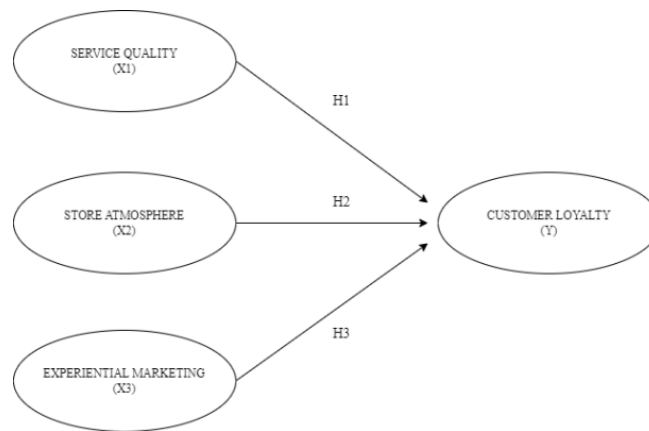 SERVICE QUALITY
(X1)
H1
STORE ATMOSPHERE
(X2)
H2
CUSTOMER LOYALTY
(Y)
H3
EXPERIENTIAL MARKETING
(X3)